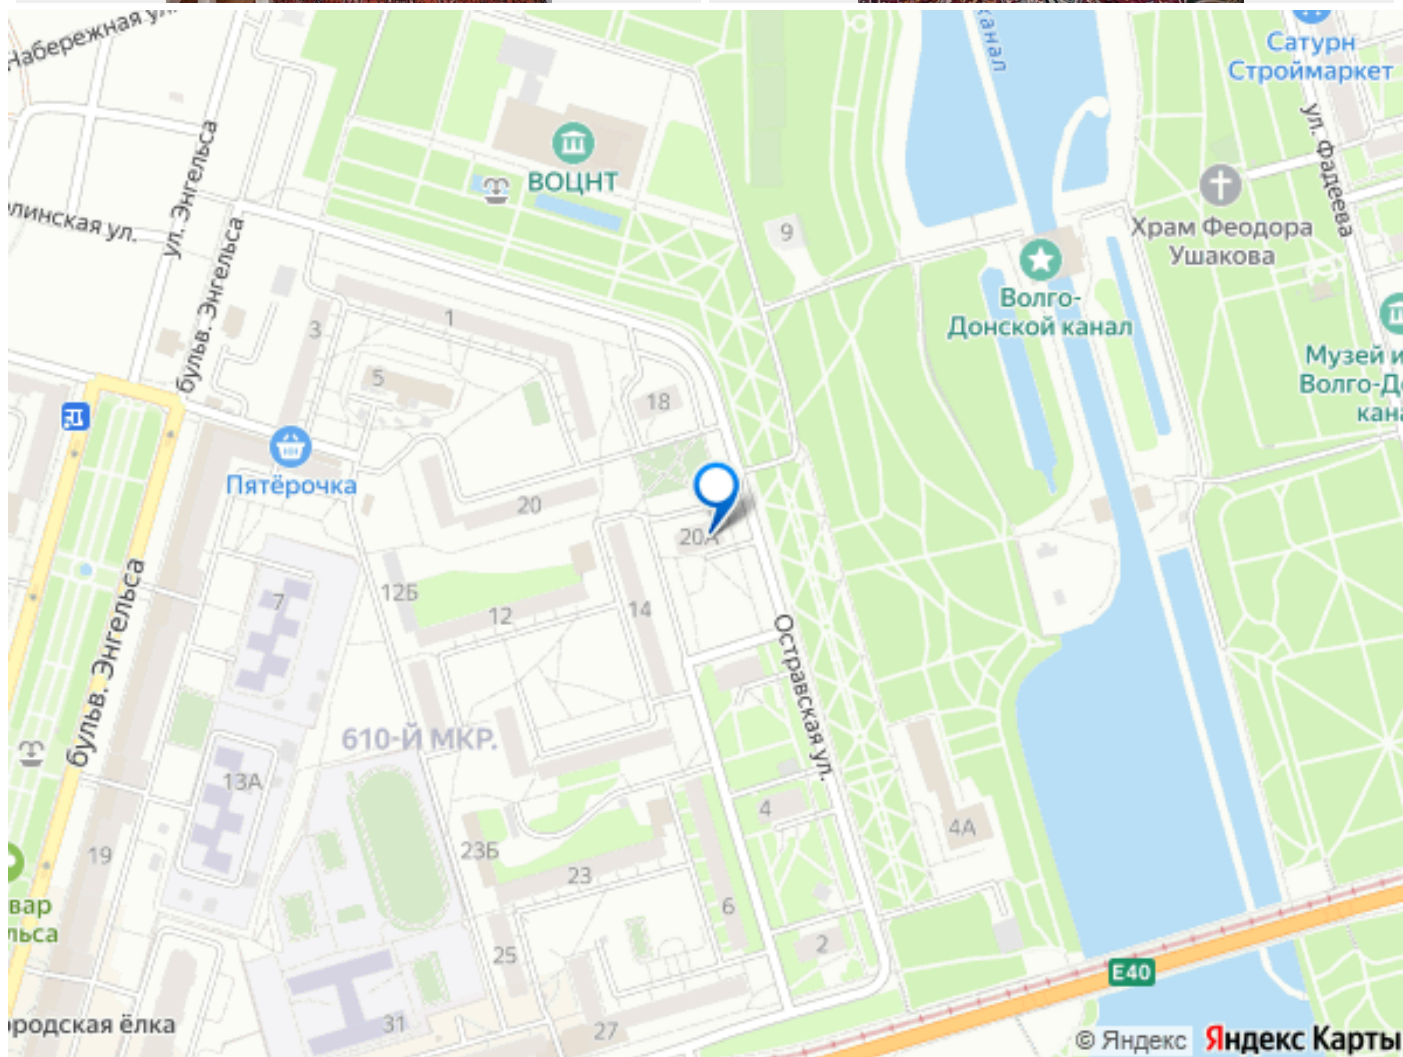 Набережная ул.
канал
Сатурн
Строймаркет
ул. Фадеева
ул. Энгельса
ВОЦНТ
бульв. Энгельса
9
Храм Феодора
Ушакова
Волго-
Донской канал
3
1
5
18
Пятёрочка
20
20А
12Б
7
12
14
Остравская ул.
бульв. Энгельса
610-Й МКР.
13А
4
4А
19
23Б
23
6
25
2
E40
31
27
© Яндекс
Яндекс Карты